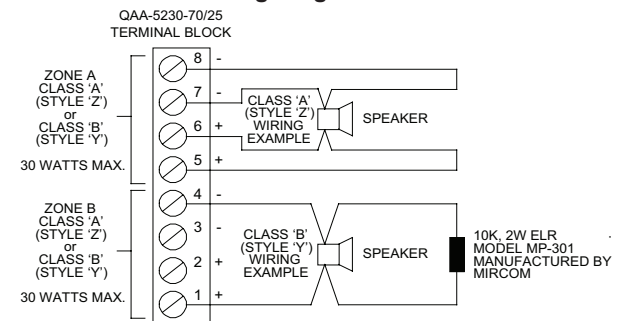 QAA-5230-70/25
TERMINAL BLOCK
ZONE A
CLASS 'A'
(STYLE 'Z')
or
CLASS 'B'
(STYLE 'Y')
30 WATTS MAX.
8 -
7 -
6 +
5 +
CLASS 'A'
(STYLE 'Z')
WIRING
EXAMPLE
SPEAKER
ZONE B
CLASS 'A'
(STYLE 'Z')
or
CLASS 'B'
(STYLE 'Y')
30 WATTS MAX.
4 -
3 -
2 +
1 +
CLASS 'B'
(STYLE 'Y')
WIRING
EXAMPLE
SPEAKER
10K, 2W ELR
MODEL MP-301
MANUFACTURED BY
MIRCOM